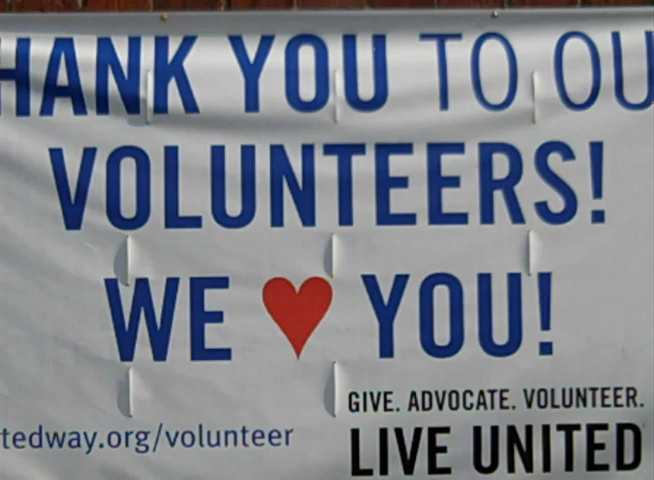 HANK YOU TO OU
VOLUNTEERS!
WE ♥ YOU!
GIVE. ADVOCATE. VOLUNTEER.
tedway.org/volunteer
LIVE UNITED